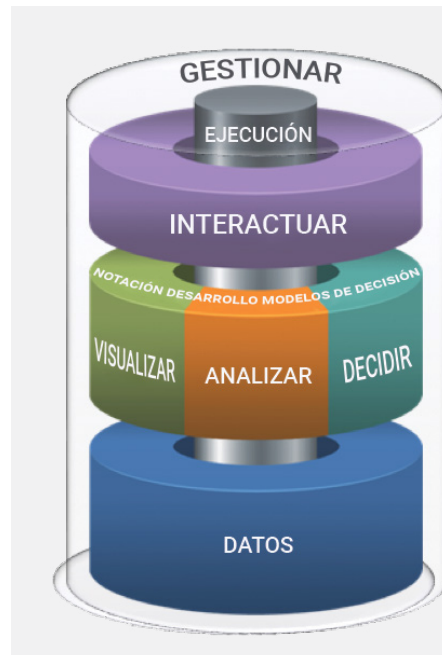 GESTIONAR
EJECUCIÓN
INTERACTUAR
NOTACIÓN DESARROLLO MODELOS DE DECISIÓN
VISUALIZAR
ANALIZAR
DECIDIR
DATOS